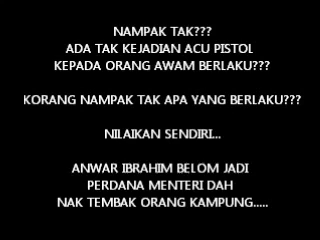 NAMPAK TAK???
ADA TAK KEJADIAN ACU PISTOL
KEPADA ORANG AWAM BERLAKU???
KORANG NAMPAK TAK APA YANG BERLAKU???
NILAIKAN SENDIRI...
ANWAR IBRAHIM BELOM JADI
PERDANA MENTERI DAH
NAK TEMBAK ORANG KAMPUNG.....